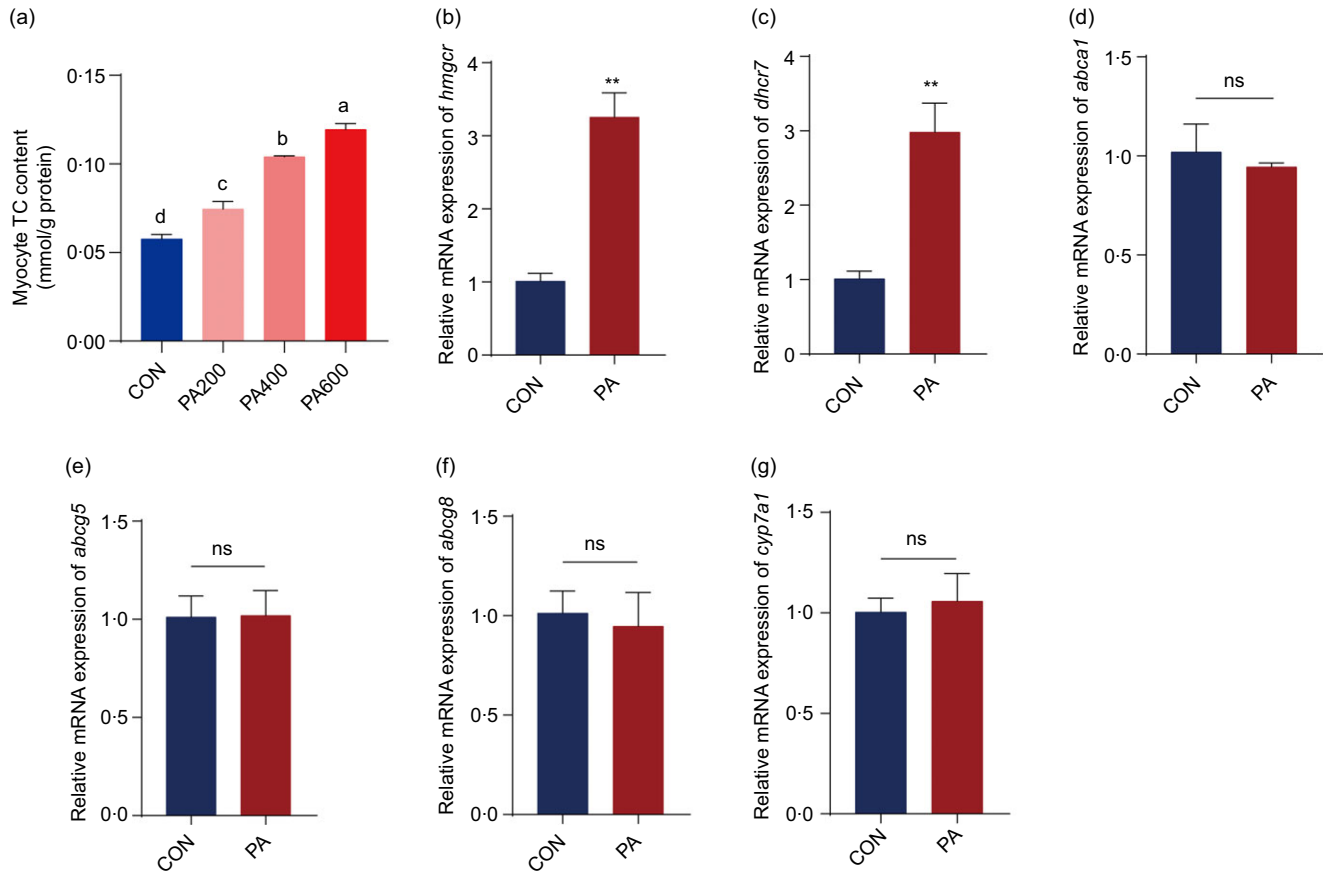 (a)
Myocyte TC content
(mmol/g protein)
0·15
0·10
0·05
0·00
d
c
b
a
CON
PA200
PA400
PA600
(b)
Relative mRNA expression of hmgcr
4
3
2
1
0
**
CON
PA
(c)
Relative mRNA expression of dhcr7
4
3
2
1
0
**
CON
PA
(d)
Relative mRNA expression of abca1
1·5
1·0
0·5
0·0
ns
CON
PA
(e)
Relative mRNA expression of abcg5
1·5
1·0
0·5
0·0
ns
CON
PA
(f)
Relative mRNA expression of abcg8
1·5
1·0
0·5
0·0
ns
CON
PA
(g)
Relative mRNA expression of cyp7a1
1·5
1·0
0·5
0·0
ns
CON
PA